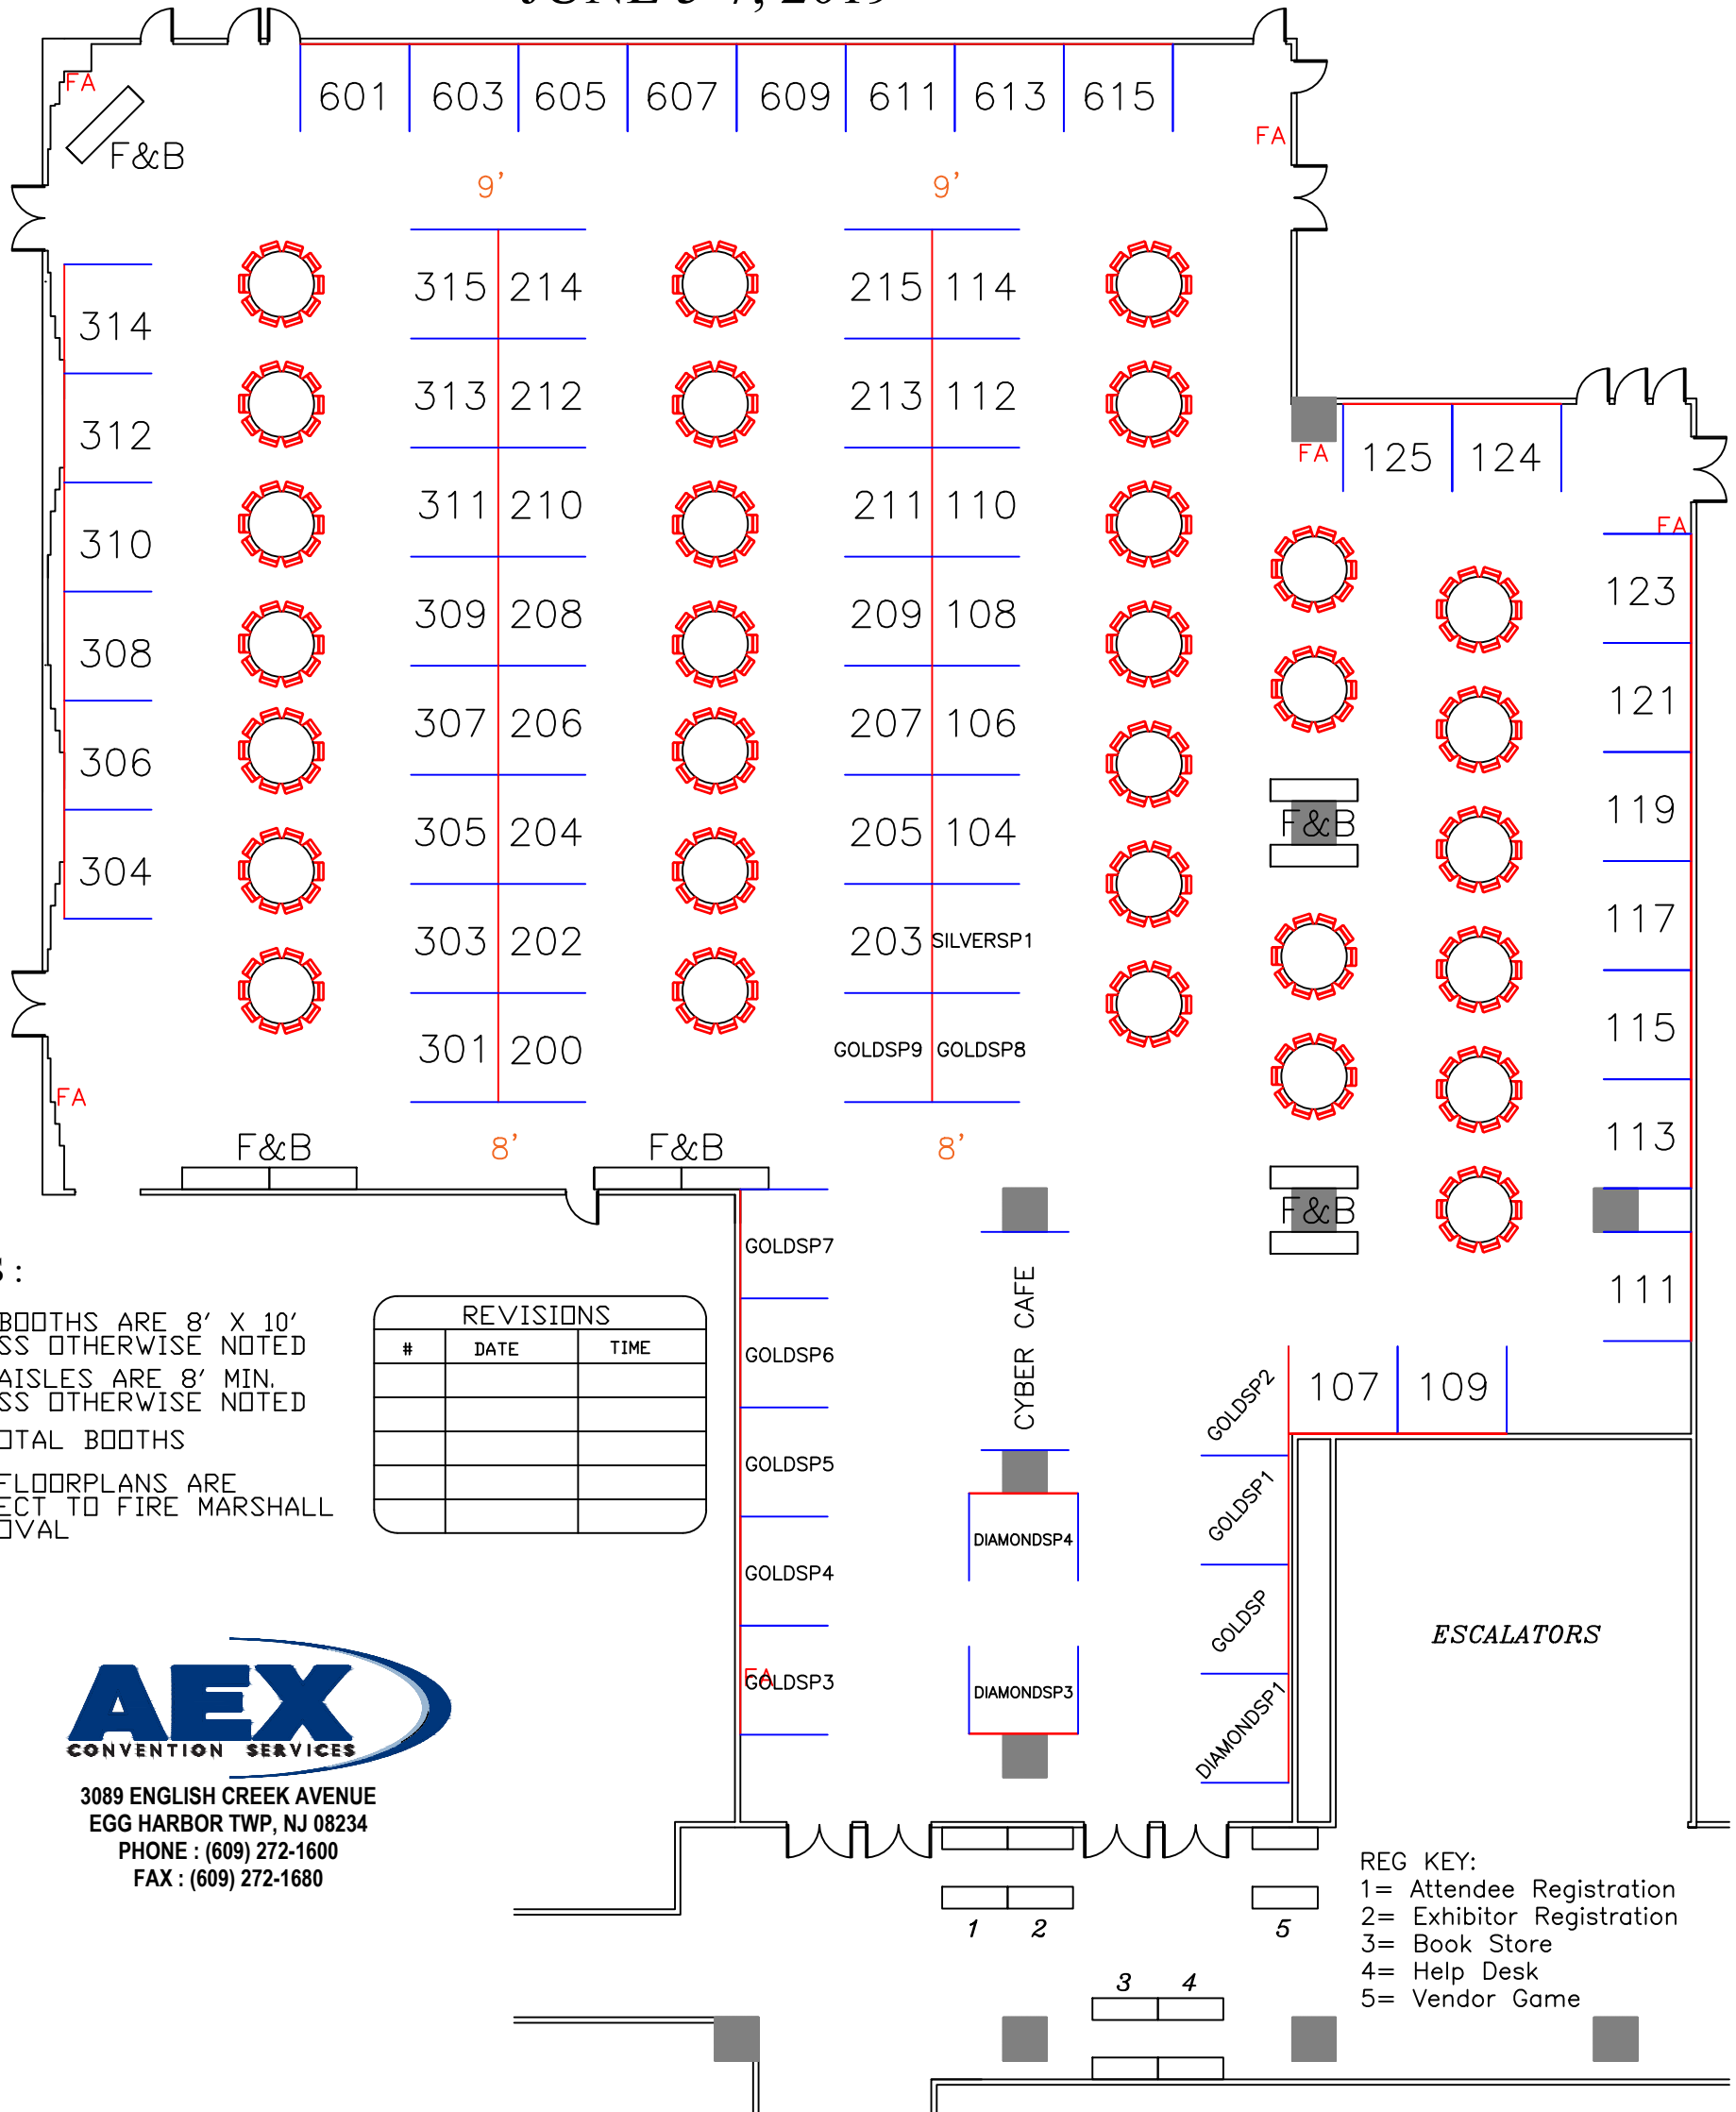 601 603 605 607 609 611 613 615
FA
F&B
FA
9' 9'
315 214 215 114
314
313 212 213 112
312
FA 125 124
311 210 211 110
FA
310
309 208 209 108
123
308
307 206 207 106
121
306
305 204 205 104
F&B
119
304
303 202 203 SILVERSP1
117
301 200 GOLDSP9 GOLDSP8
115
FA
F&B 8' F&B 8'
113
F&B
GOLDSP7
111
CYBER CAFE
GOLDSP6
GOLDSP2 107 109
GOLDSP5
GOLDSP1
DIAMONDSP4
GOLDSP4
GOLDSP
ESCALATORS
FA
GOLDSP3
DIAMONDSP3
DIAMONDSP1
S:
BOOTHS ARE 8' X 10'
SS OTHERWISE NOTED
AISLES ARE 8' MIN.
SS OTHERWISE NOTED
OTAL BOOTHS
FLOORPLANS ARE
ECT TO FIRE MARSHALL
OVAL
REVISIONS
# DATE TIME
AEX
CONVENTION SERVICES
3089 ENGLISH CREEK AVENUE
EGG HARBOR TWP, NJ 08234
PHONE : (609) 272-1600
FAX : (609) 272-1680
1 2 5
3 4
REG KEY:
1= Attendee Registration
2= Exhibitor Registration
3= Book Store
4= Help Desk
5= Vendor Game